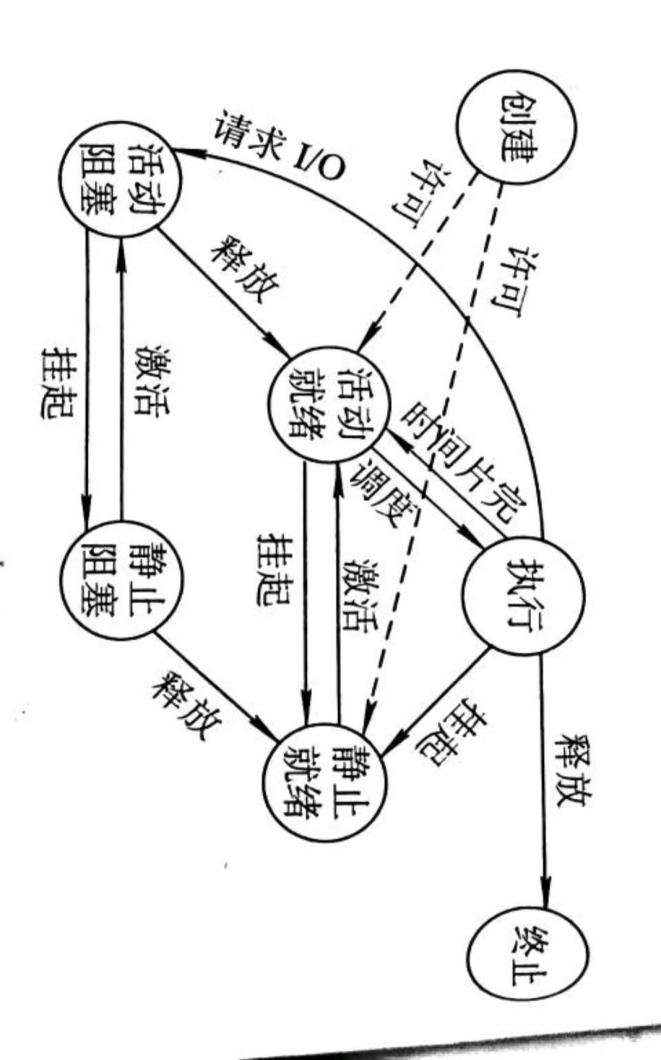 创建
许可
许可
请求 I/O
活动
阻塞
释放
活动
就绪
时间片完
调度
执行
挂起
激活
挂起
激活
静止
阻塞
释放
静止
就绪
挂起
释放
终止